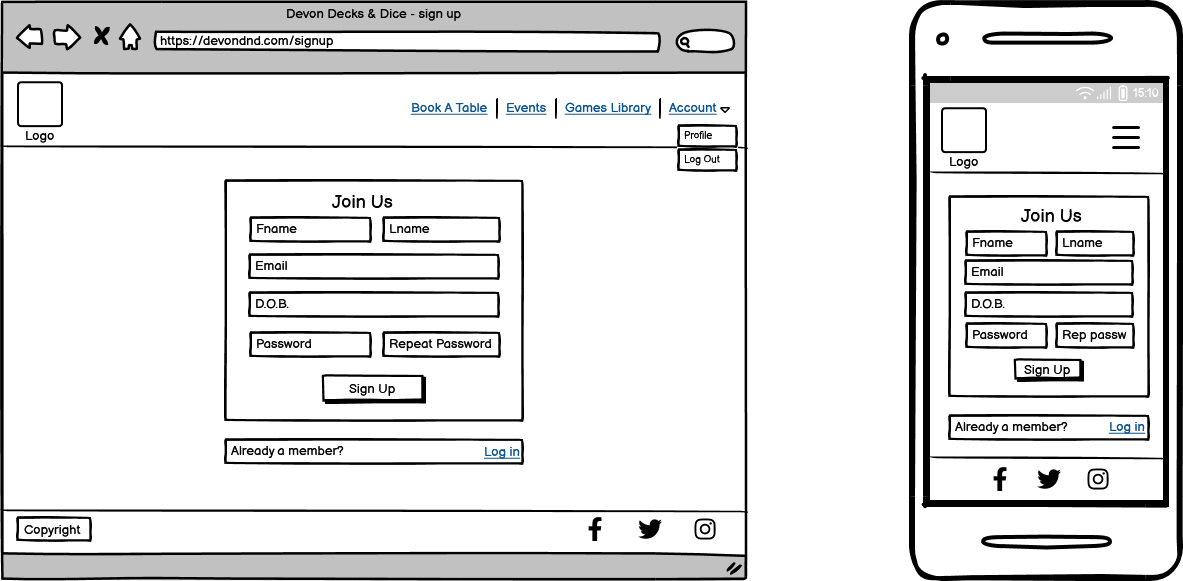 Devon Decks & Dice - sign up
https://devondnd.com/signup
Logo
Book A Table Events Games Library Account
Profile
Log Out
Join Us
Fname Lname
Email
D.O.B.
Password Repeat Password
Sign Up
Already a member? Log in
Copyright
15:10
Logo
Join Us
Fname Lname
Email
D.O.B.
Password Rep passw
Sign Up
Already a member? Log in